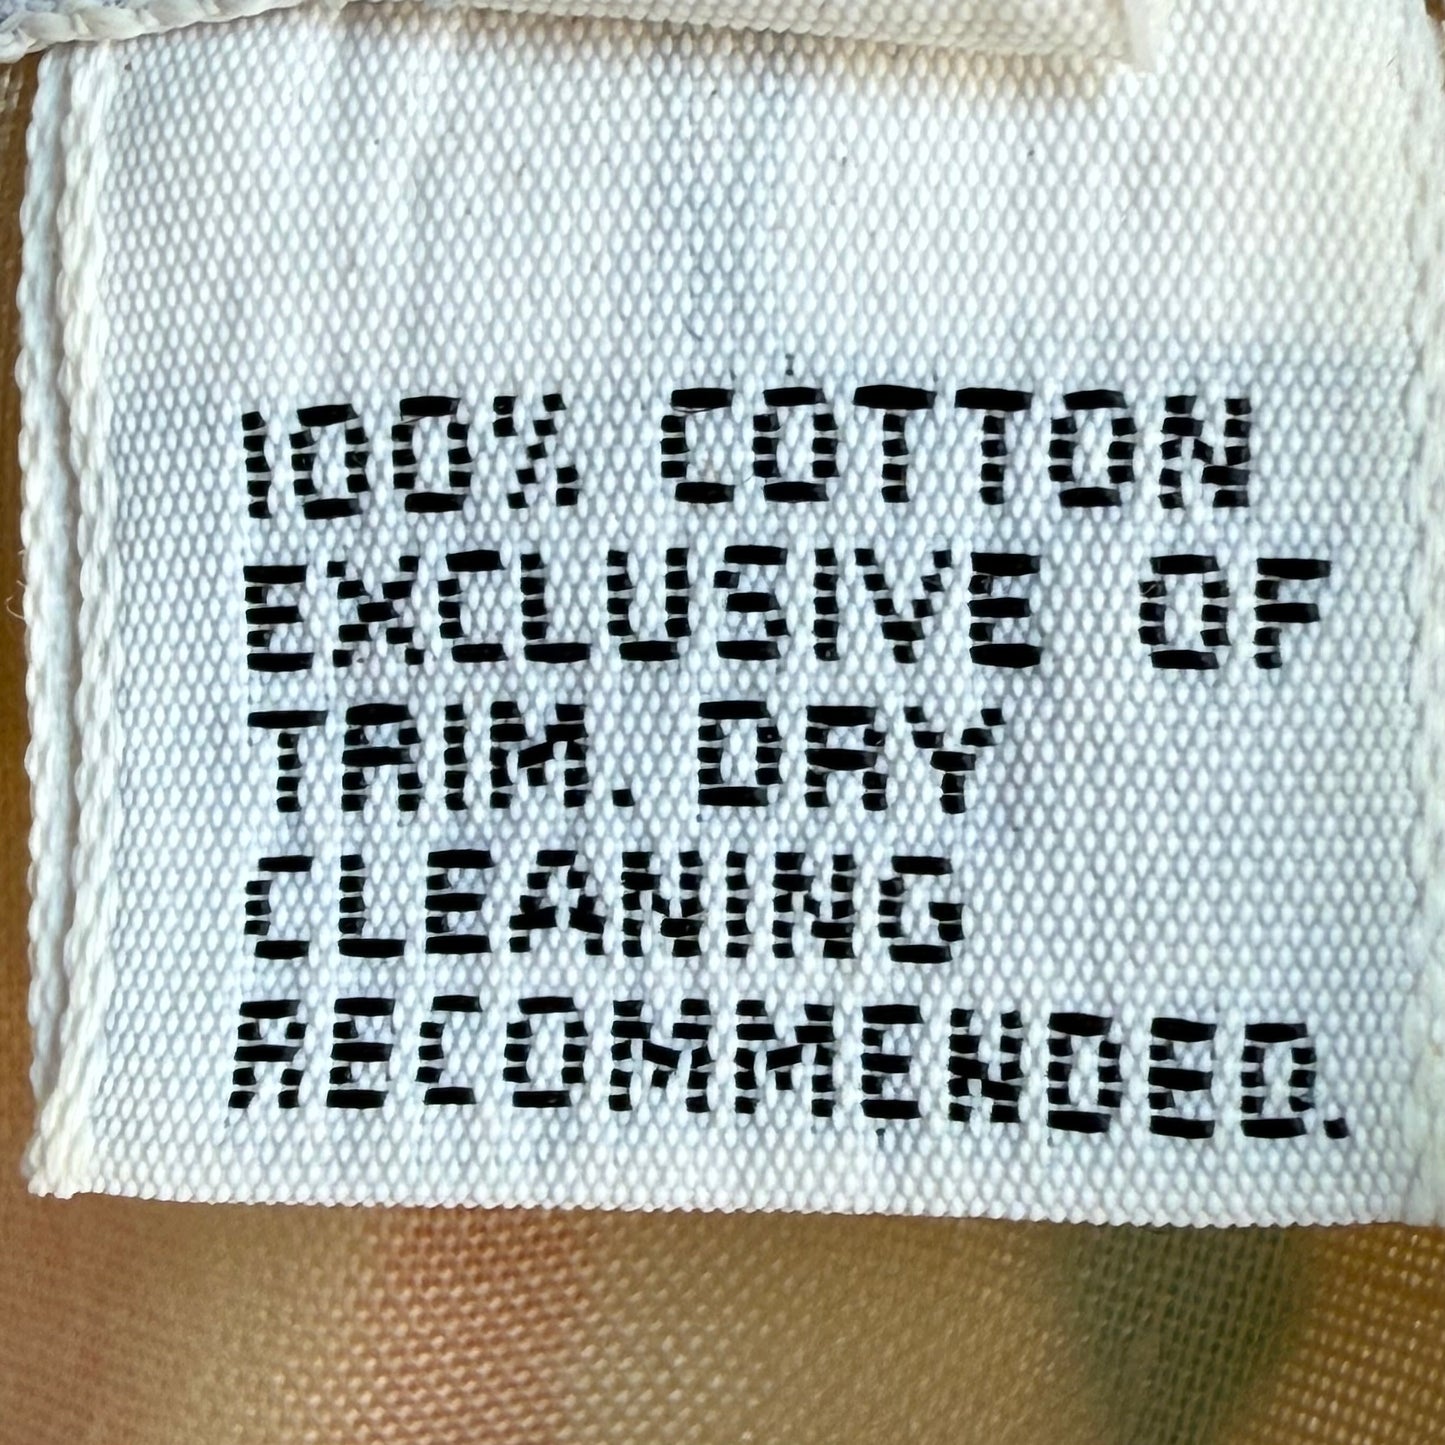 100% COTTON
EXCLUSIVE OF
TRIM. DRY
CLEANING
RECOMMENDED.